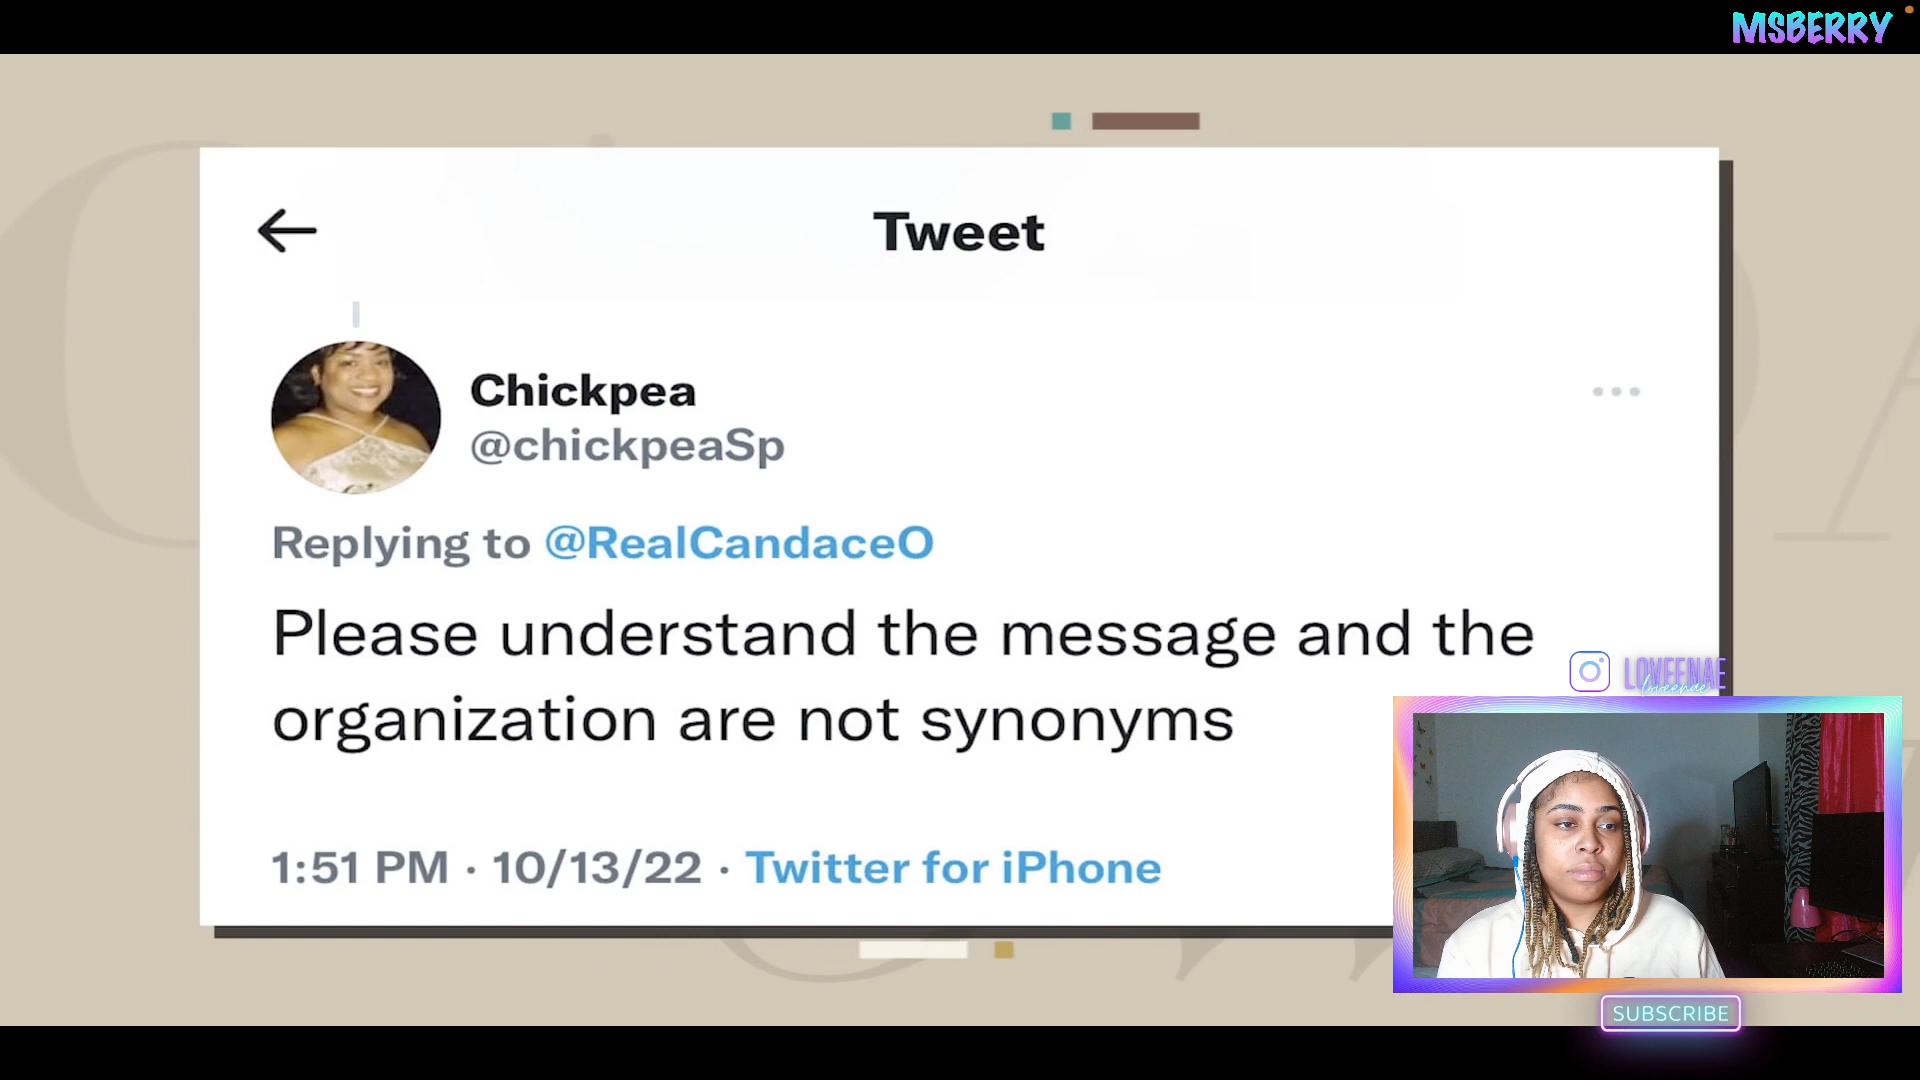 MSBERRY
Tweet
Chickpea
@chickpeaSp
Replying to @RealCandaceO
Please understand the message and the
organization are not synonyms
1:51 PM · 10/13/22 · Twitter for iPhone
LOVEENAE
loveenae
SUBSCRIBE